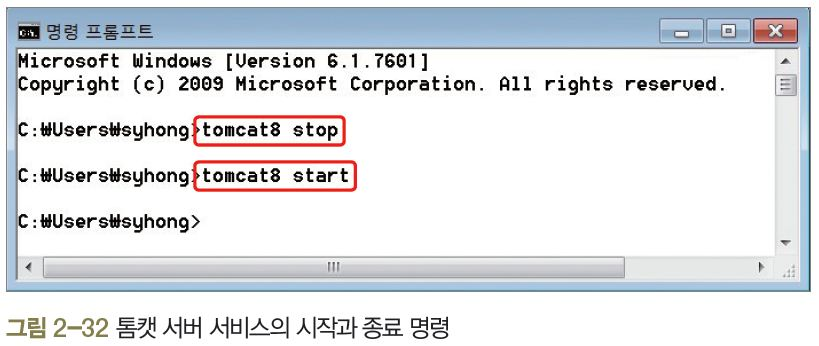 명령 프롬프트
Microsoft Windows [Version 6.1.7601]
Copyright (c) 2009 Microsoft Corporation. All rights reserved.
C:₩Users₩syhong>tomcat8 stop
C:₩Users₩syhong>tomcat8 start
C:₩Users₩syhong>
그림 2-32 톰캣 서버 서비스의 시작과 종료 명령